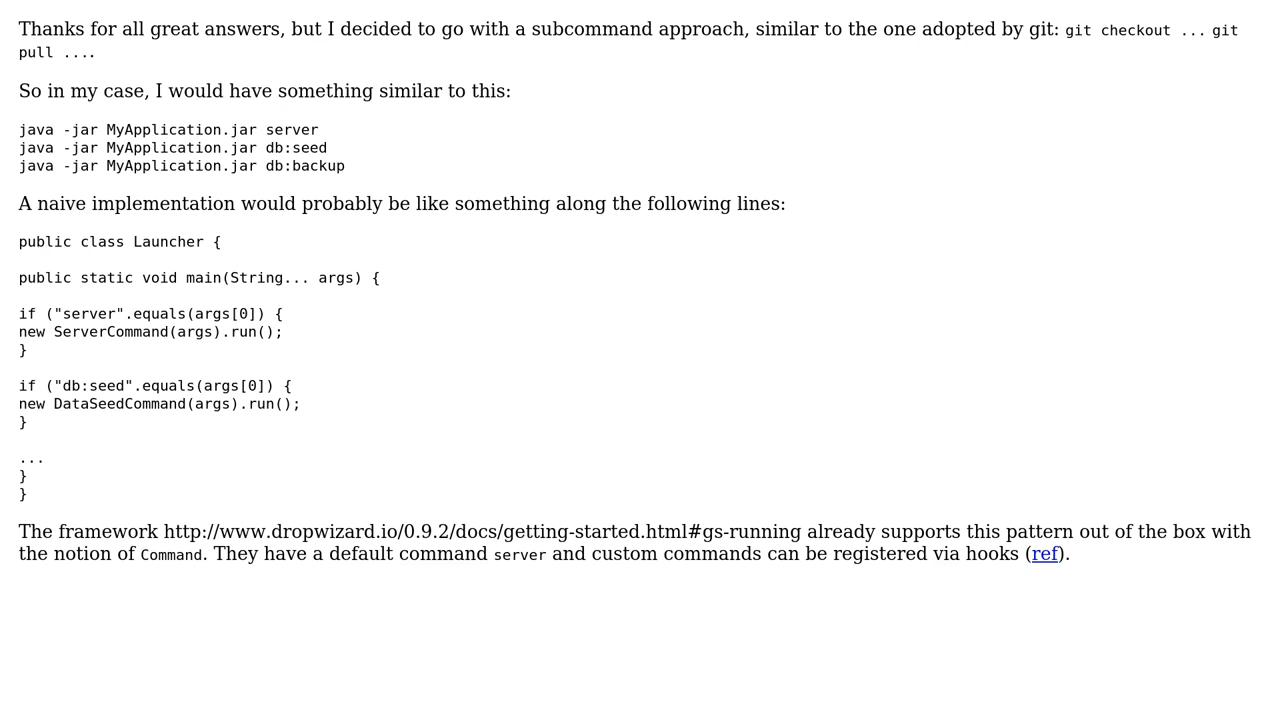 Thanks for all great answers, but I decided to go with a subcommand approach, similar to the one adopted by git: git checkout ... git
pull ....
So in my case, I would have something similar to this:
java -jar MyApplication.jar server
java -jar MyApplication.jar db:seed
java -jar MyApplication.jar db:backup
A naive implementation would probably be like something along the following lines:
public class Launcher {
public static void main(String... args) {
if ("server".equals(args[0]) {
new ServerCommand(args).run();
}
if ("db:seed".equals(args[0]) {
new DataSeedCommand(args).run();
}
...
}
}
The framework http://www.dropwizard.io/0.9.2/docs/getting-started.html#gs-running already supports this pattern out of the box with
the notion of Command. They have a default command server and custom commands can be registered via hooks (ref).